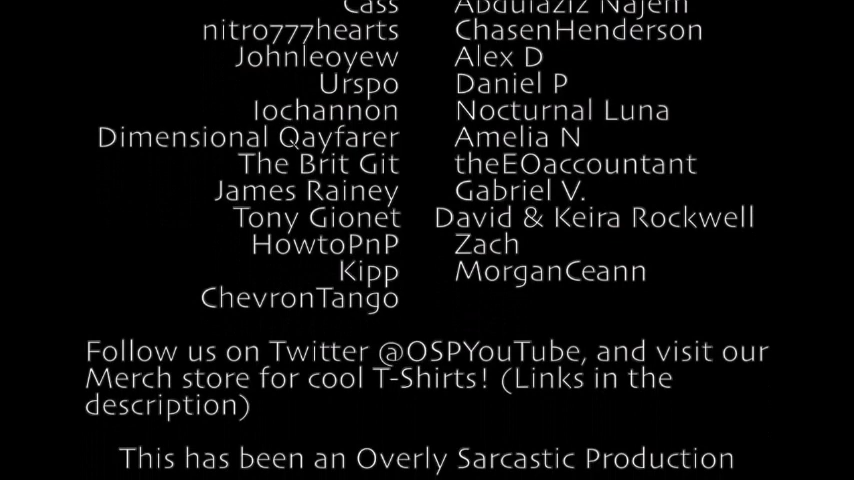 Cass Abdulaziz Najem
nitro777hearts ChasenHenderson
Johnleoyew Alex D
Urspo Daniel P
Iochannon Nocturnal Luna
Dimensional Qayfarer Amelia N
The Brit Git theEOaccountant
James Rainey Gabriel V.
Tony Gionet David & Keira Rockwell
HowtoPnP Zach
Kipp MorganCeann
ChevronTango
Follow us on Twitter @OSPYouTube, and visit our
Merch store for cool T-Shirts! (Links in the
description)
This has been an Overly Sarcastic Production